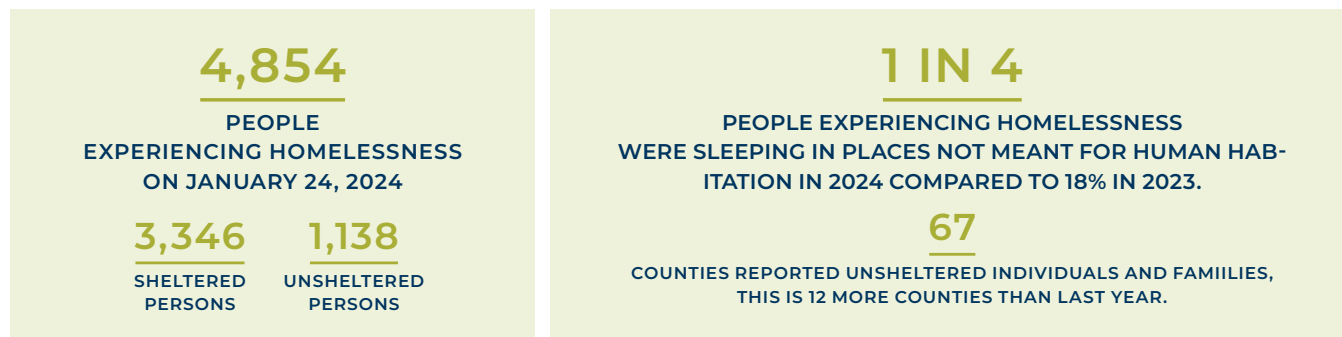 4,854
PEOPLE
EXPERIENCING HOMELESSNESS
ON JANUARY 24, 2024
3,346
SHELTERED
PERSONS
1,138
UNSHELTERED
PERSONS
1 IN 4
PEOPLE EXPERIENCING HOMELESSNESS
WERE SLEEPING IN PLACES NOT MEANT FOR HUMAN HAB-
ITATION IN 2024 COMPARED TO 18% IN 2023.
67
COUNTIES REPORTED UNSHELTERED INDIVIDUALS AND FAMIILIES,
THIS IS 12 MORE COUNTIES THAN LAST YEAR.